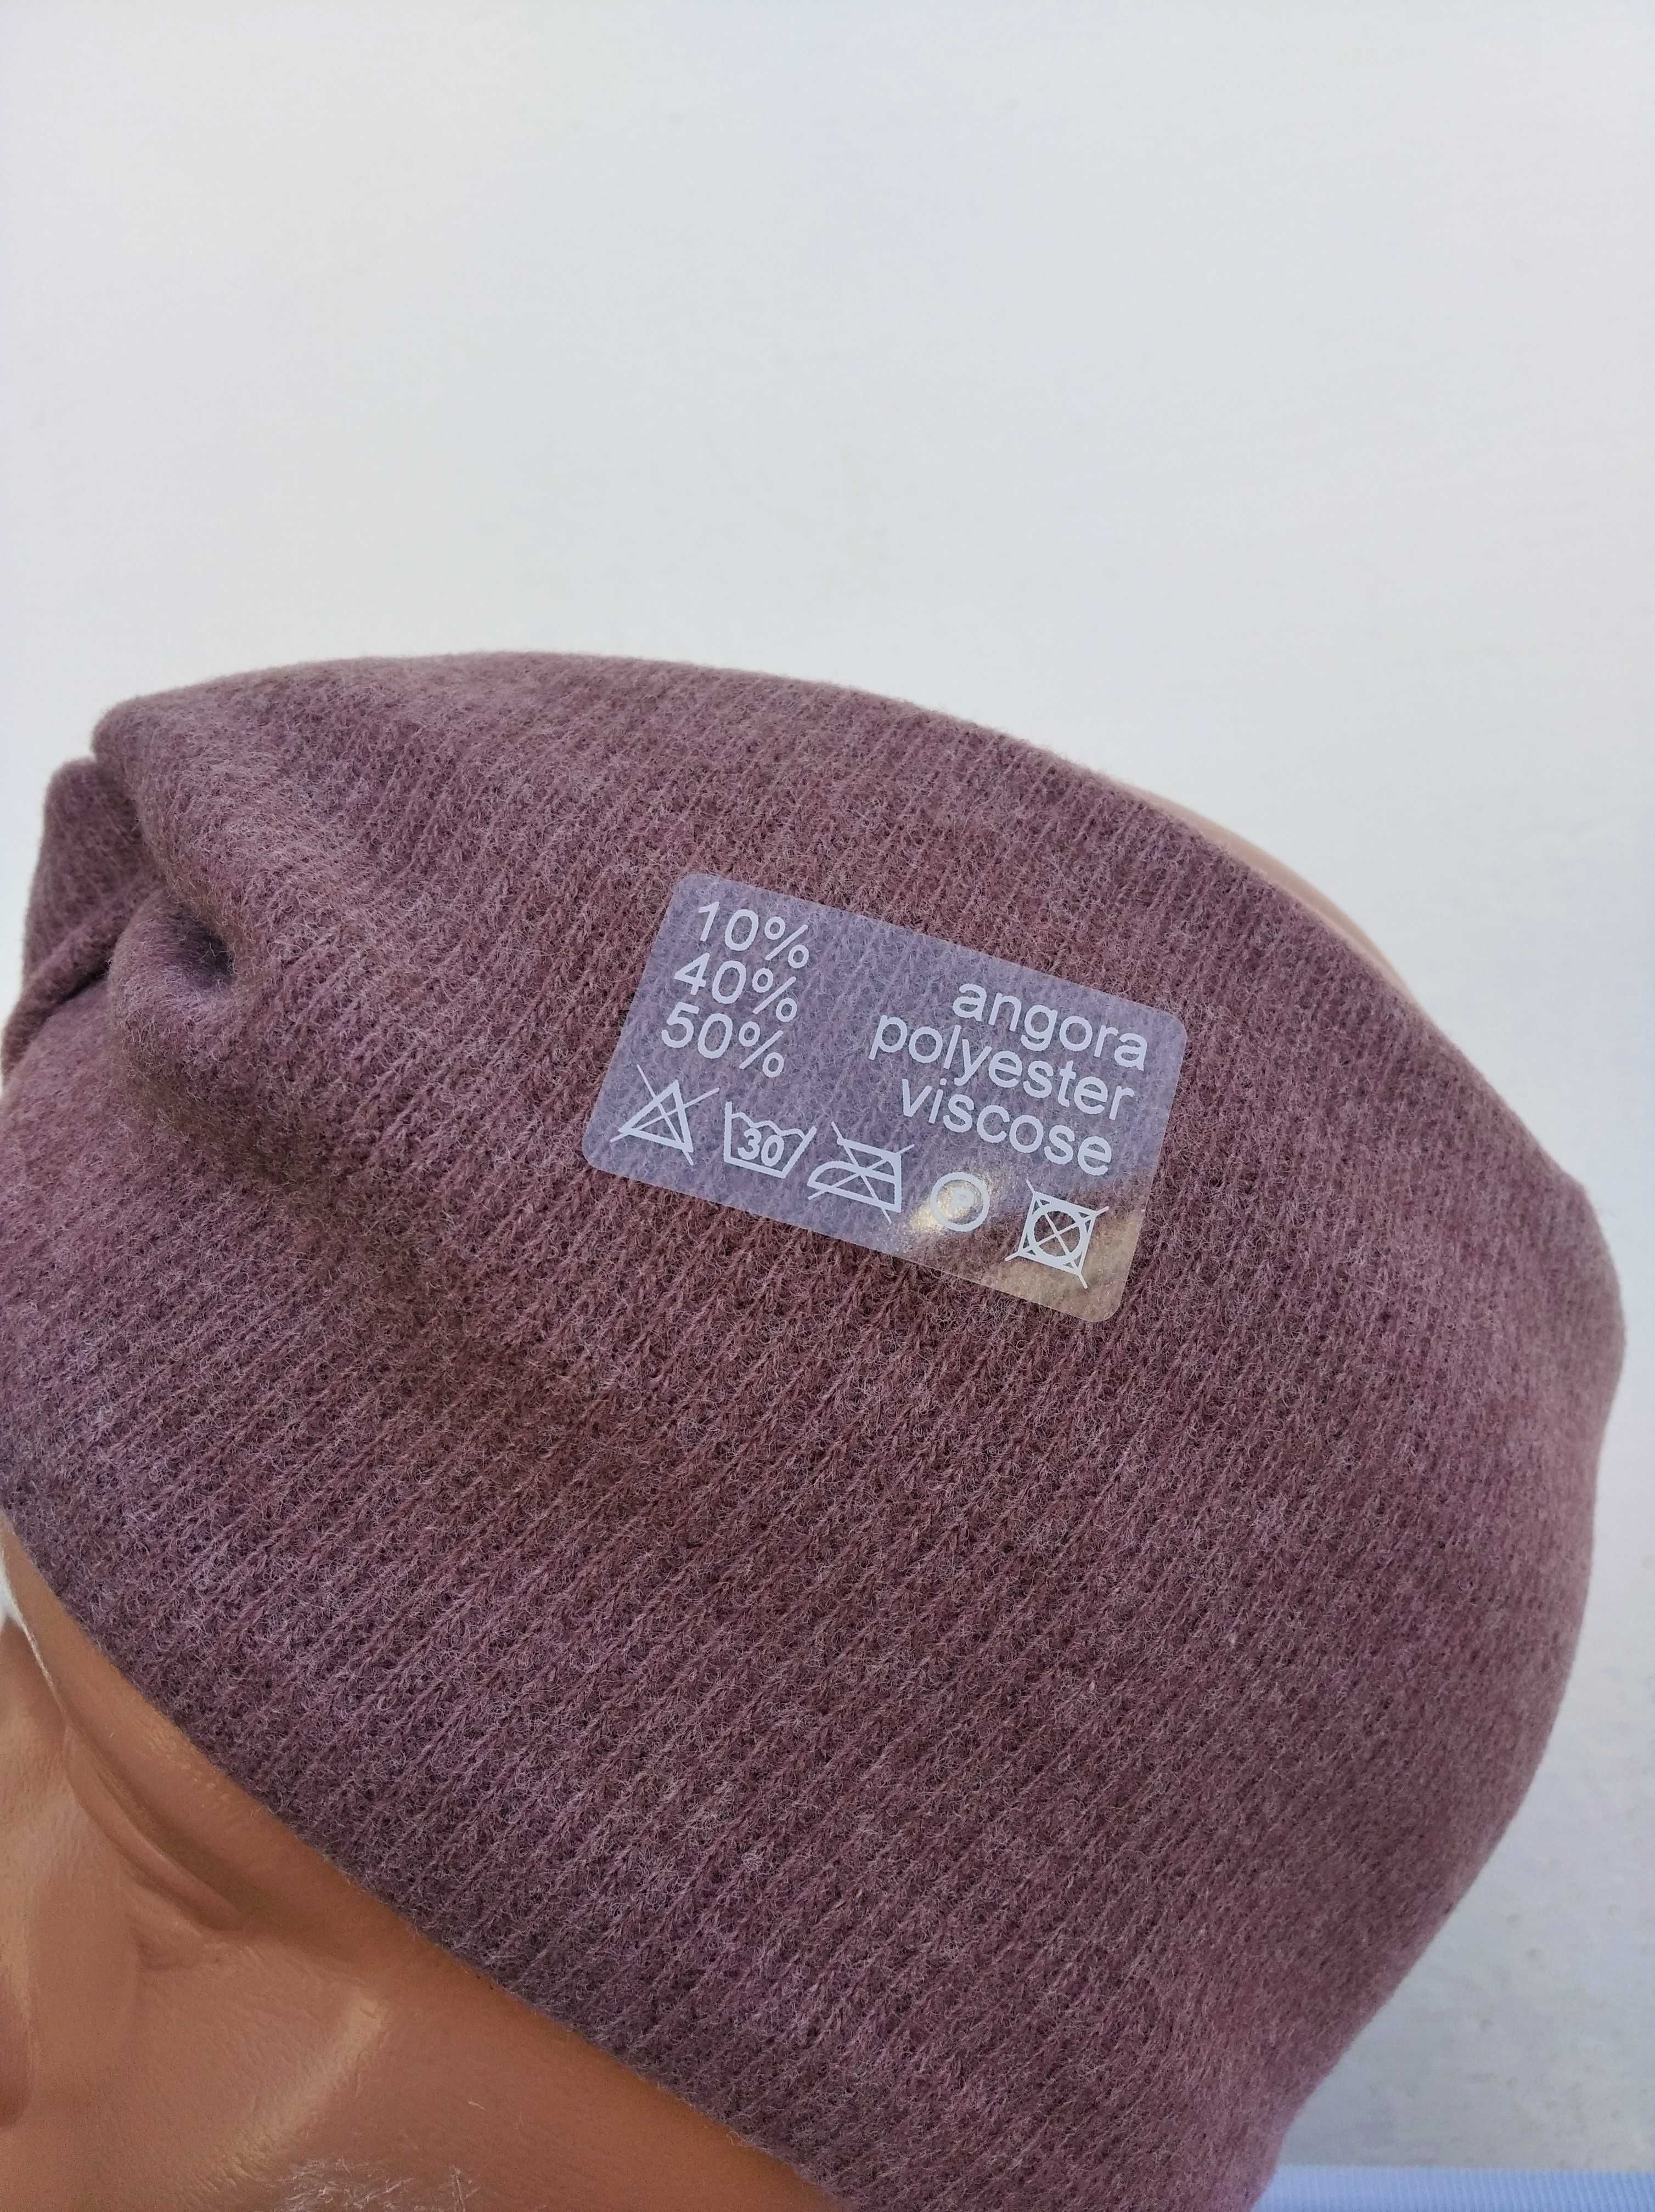 10% angora
40% polyester
50% viscose
30